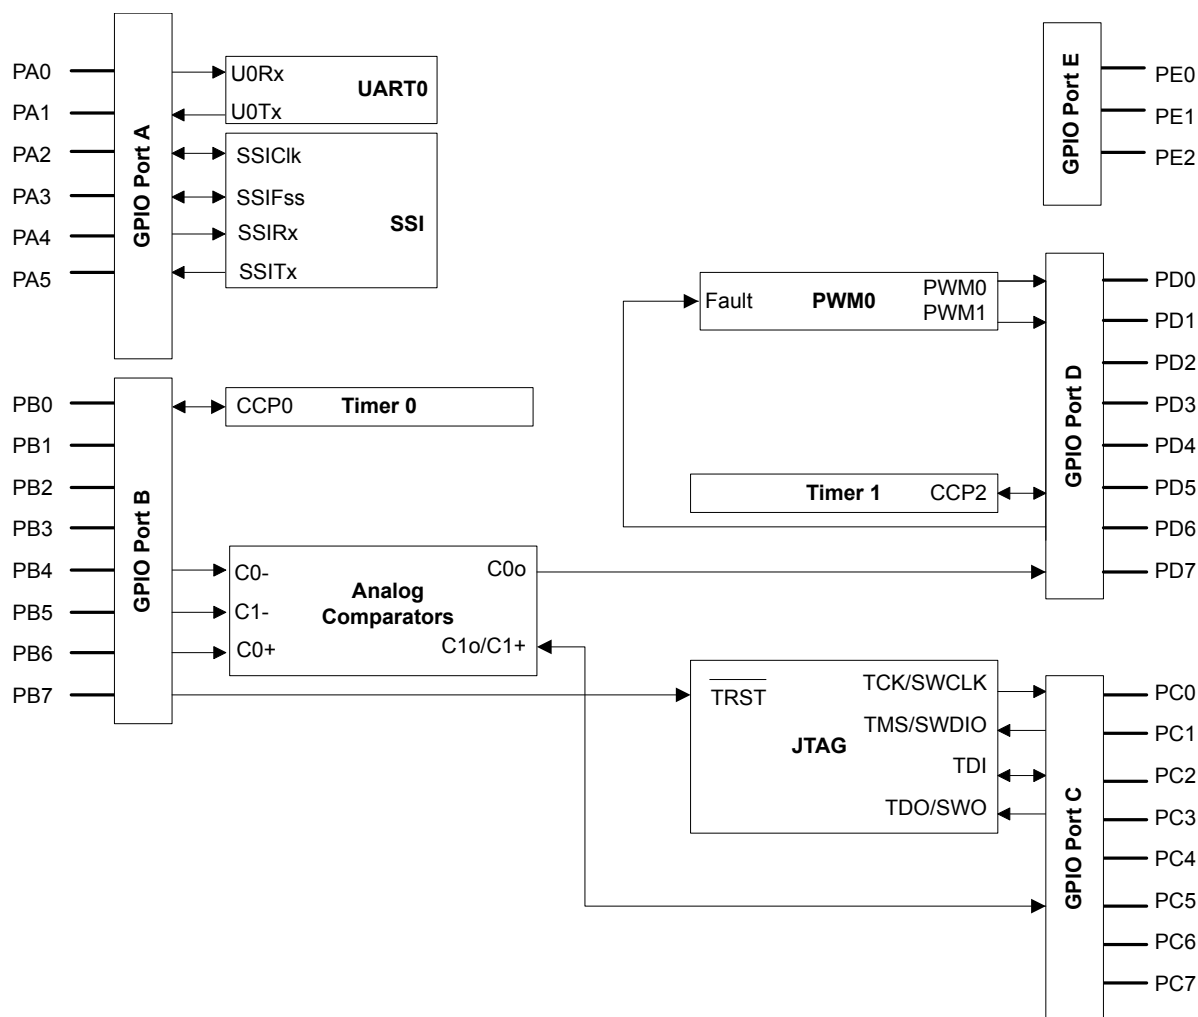 PA0
PA1
PA2
PA3
PA4
PA5
GPIO Port A
U0Rx
U0Tx
UART0
SSIClk
SSIFss
SSIRx
SSITx
SSI
GPIO Port E
PE0
PE1
PE2
Fault
PWM0
PWM0
PWM1
GPIO Port D
PD0
PD1
PD2
PD3
PD4
PD5
PD6
PD7
Timer 1
CCP2
PB0
PB1
PB2
PB3
PB4
PB5
PB6
PB7
GPIO Port B
CCP0
Timer 0
C0-
C1-
C0+
Analog
Comparators
C0o
C1o/C1+
TRST
JTAG
TCK/SWCLK
TMS/SWDIO
TDI
TDO/SWO
GPIO Port C
PC0
PC1
PC2
PC3
PC4
PC5
PC6
PC7